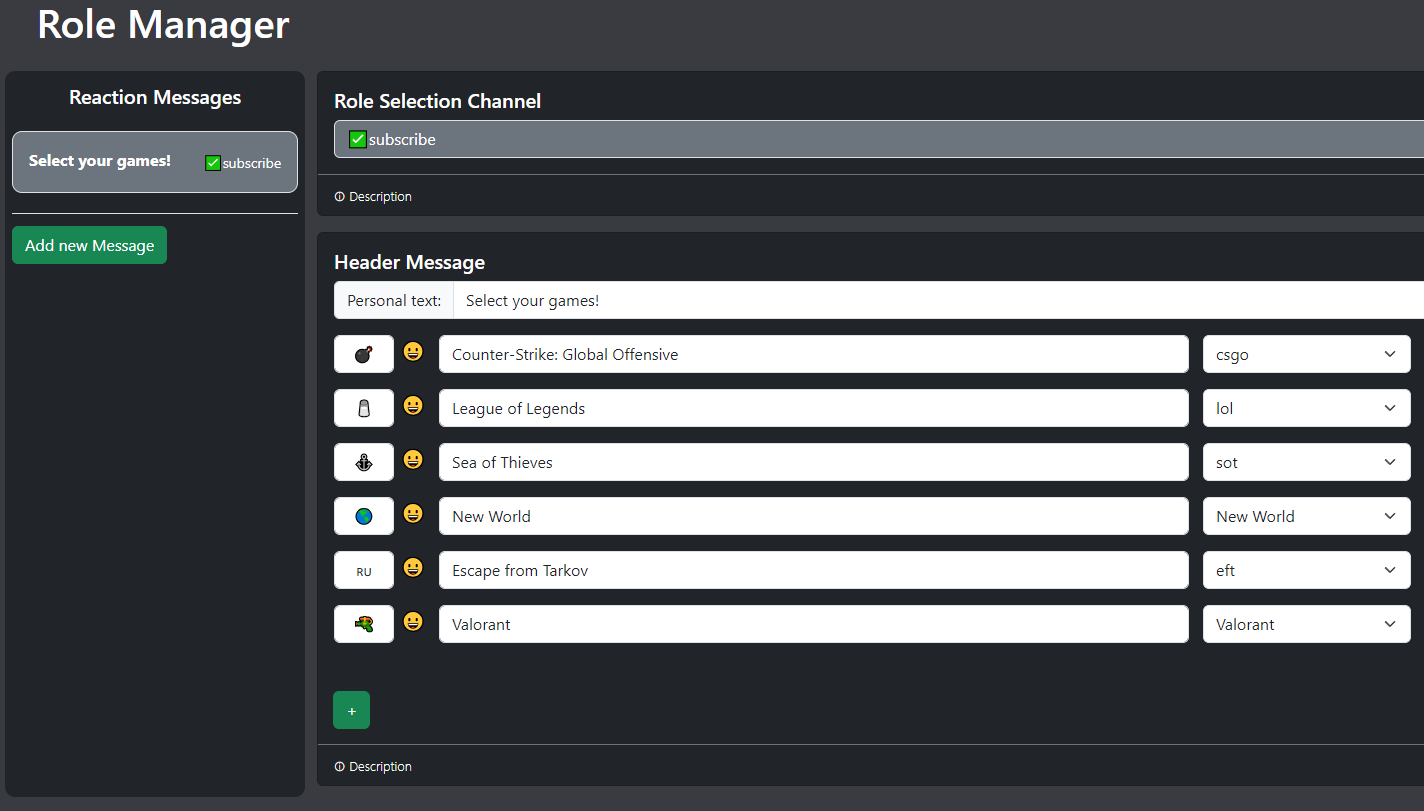 Role Manager
Reaction Messages
Select your games! ✅subscribe
Add new Message
Role Selection Channel
✅subscribe
Description
Header Message
Personal text: Select your games!
Counter-Strike: Global Offensive csgo
League of Legends lol
Sea of Thieves sot
New World New World
RU Escape from Tarkov eft
Valorant Valorant
+
Description